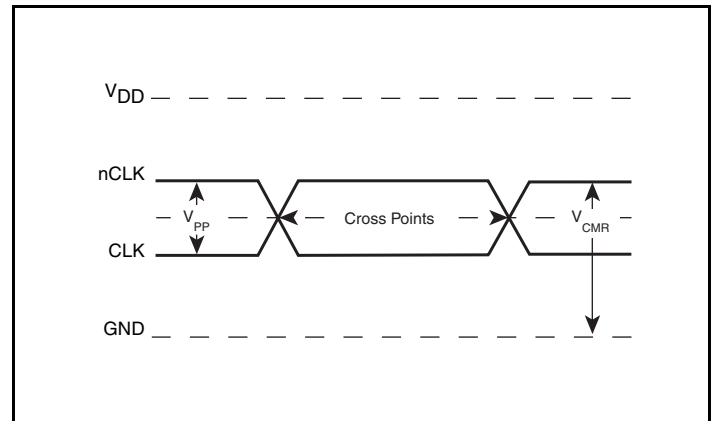 VDD
nCLK
VPP
Cross Points
VCMR
CLK
GND